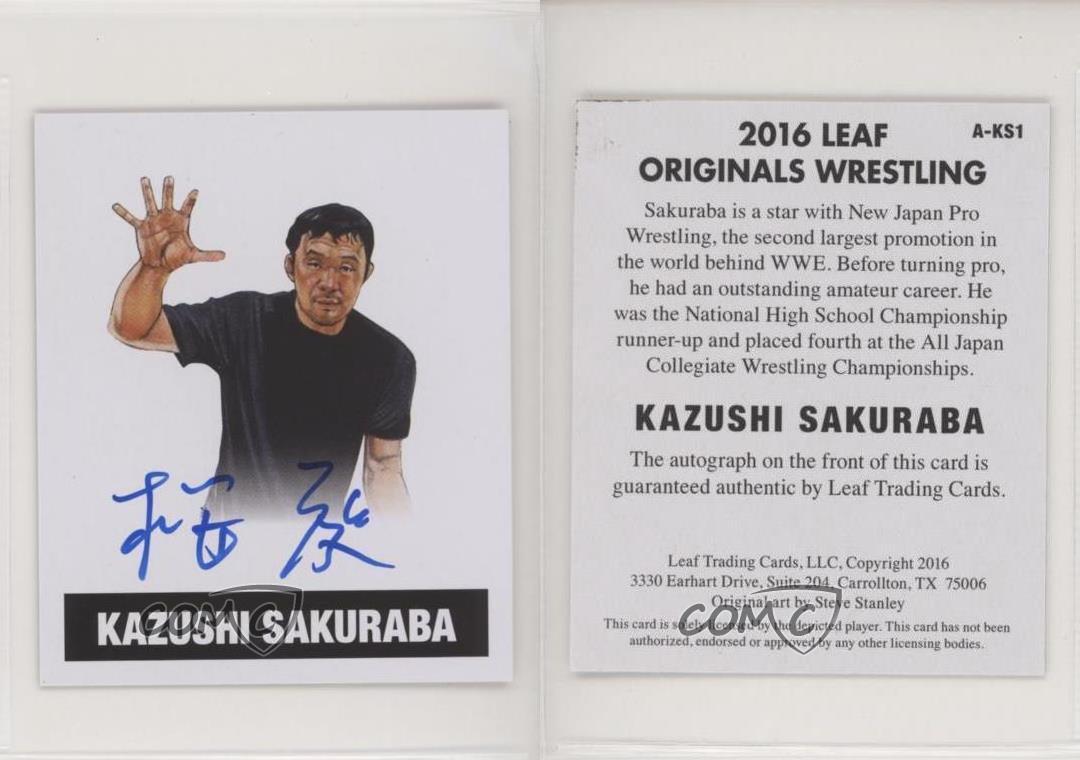 桜庭
KAZUSHI SAKURABA
COMC
2016 LEAF
A-KS1
ORIGINALS WRESTLING
Sakuraba is a star with New Japan Pro
Wrestling, the second largest promotion in
the world behind WWE. Before turning pro,
he had an outstanding amateur career. He
was the National High School Championship
runner-up and placed fourth at the All Japan
Collegiate Wrestling Championships.
KAZUSHI SAKURABA
The autograph on the front of this card is
guaranteed authentic by Leaf Trading Cards.
Leaf Trading Cards, LLC, Copyright 2016
3330 Earhart Drive, Suite 204, Carrollton, TX 75006
Original art by Steve Stanley
COMC
This card is solely licensed by the depicted player. This card has not been
authorized, endorsed or approved by any other licensing bodies.